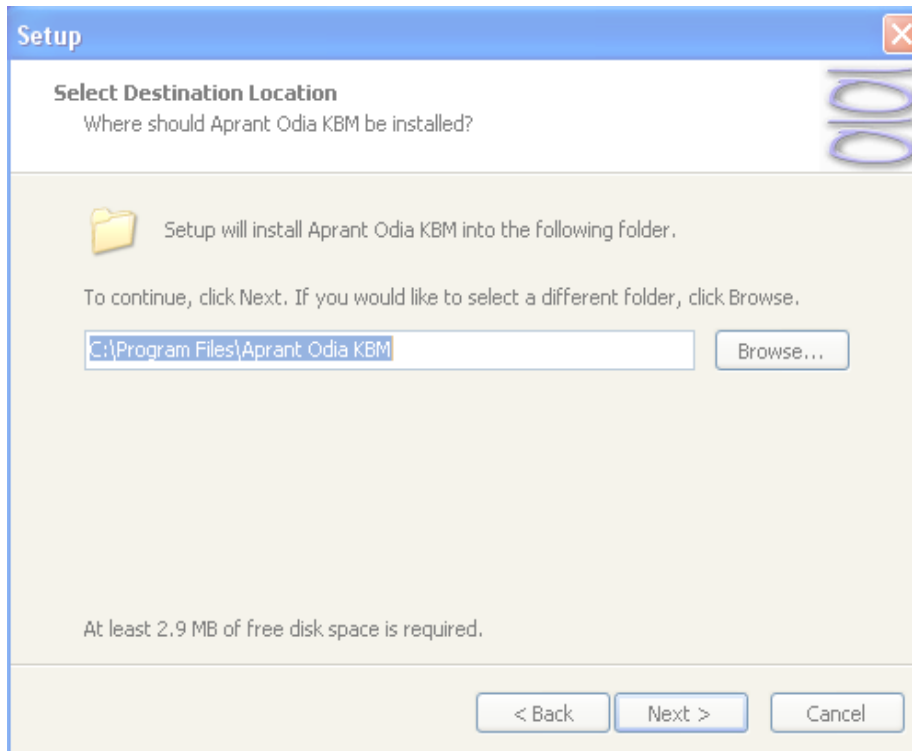 Setup
Select Destination Location
Where should Aprant Odia KBM be installed?
Setup will install Aprant Odia KBM into the following folder.
To continue, click Next. If you would like to select a different folder, click Browse.
C:\Program Files\Aprant Odia KBM
Browse...
At least 2.9 MB of free disk space is required.
< Back
Next >
Cancel